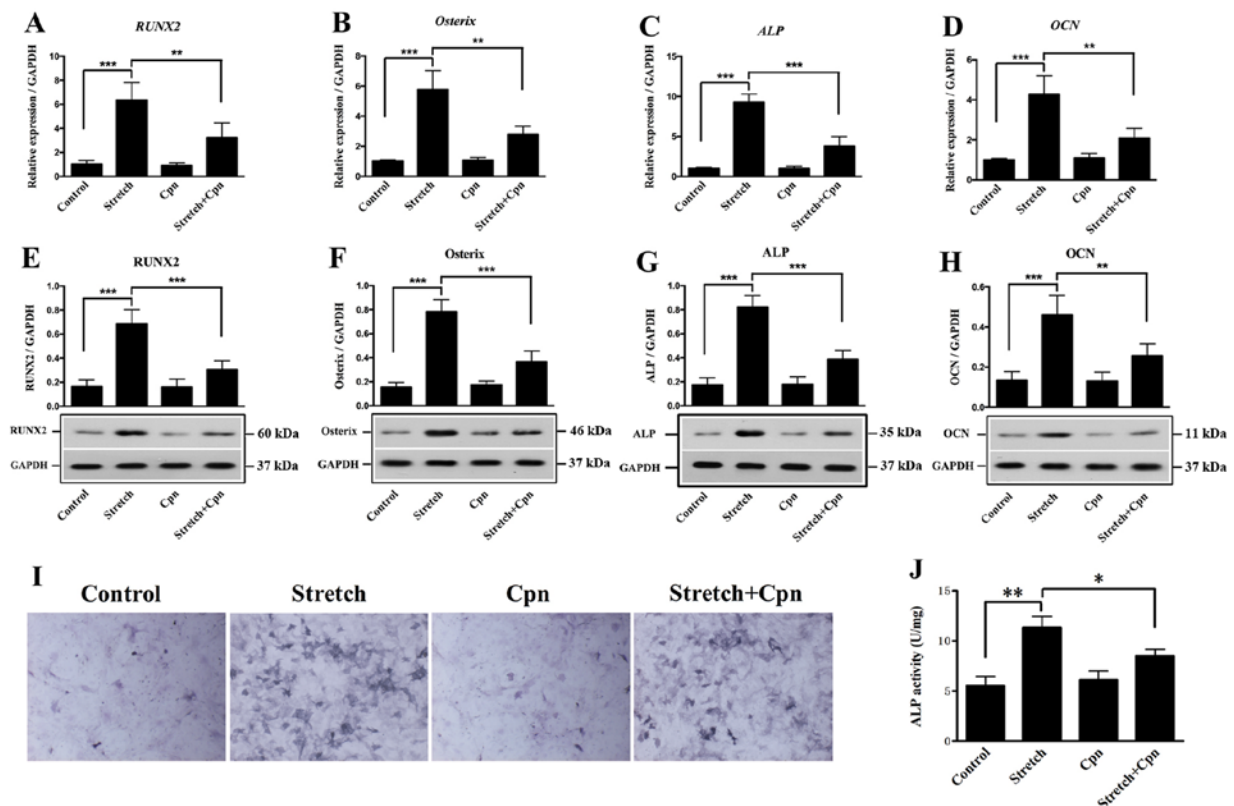 A
RUNX2
Relative expression / GAPDH
10
8
6
4
2
0
***
**
Control
Stretch
Cpn
Stretch+Cpn
B
Osterix
Relative expression / GAPDH
8
6
4
2
0
***
**
Control
Stretch
Cpn
Stretch+Cpn
C
ALP
Relative expression / GAPDH
15
10
5
0
***
***
Control
Stretch
Cpn
Stretch+Cpn
D
OCN
Relative expression / GAPDH
6
4
2
0
***
**
Control
Stretch
Cpn
Stretch+Cpn
E
RUNX2
RUNX2 / GAPDH
1.0
0.8
0.6
0.4
0.2
0.0
***
***
RUNX2
60 kDa
GAPDH
37 kDa
Control
Stretch
Cpn
Stretch+Cpn
F
Osterix
Osterix / GAPDH
1.0
0.8
0.6
0.4
0.2
0.0
***
***
Osterix
46 kDa
GAPDH
37 kDa
Control
Stretch
Cpn
Stretch+Cpn
G
ALP
ALP / GAPDH
1.0
0.8
0.6
0.4
0.2
0.0
***
***
ALP
35 kDa
GAPDH
37 kDa
Control
Stretch
Cpn
Stretch+Cpn
H
OCN
OCN / GAPDH
0.6
0.4
0.2
0.0
***
**
OCN
11 kDa
GAPDH
37 kDa
Control
Stretch
Cpn
Stretch+Cpn
I
Control
Stretch
Cpn
Stretch+Cpn
J
ALP activity (U/mg)
15
10
5
0
**
*
Control
Stretch
Cpn
Stretch+Cpn